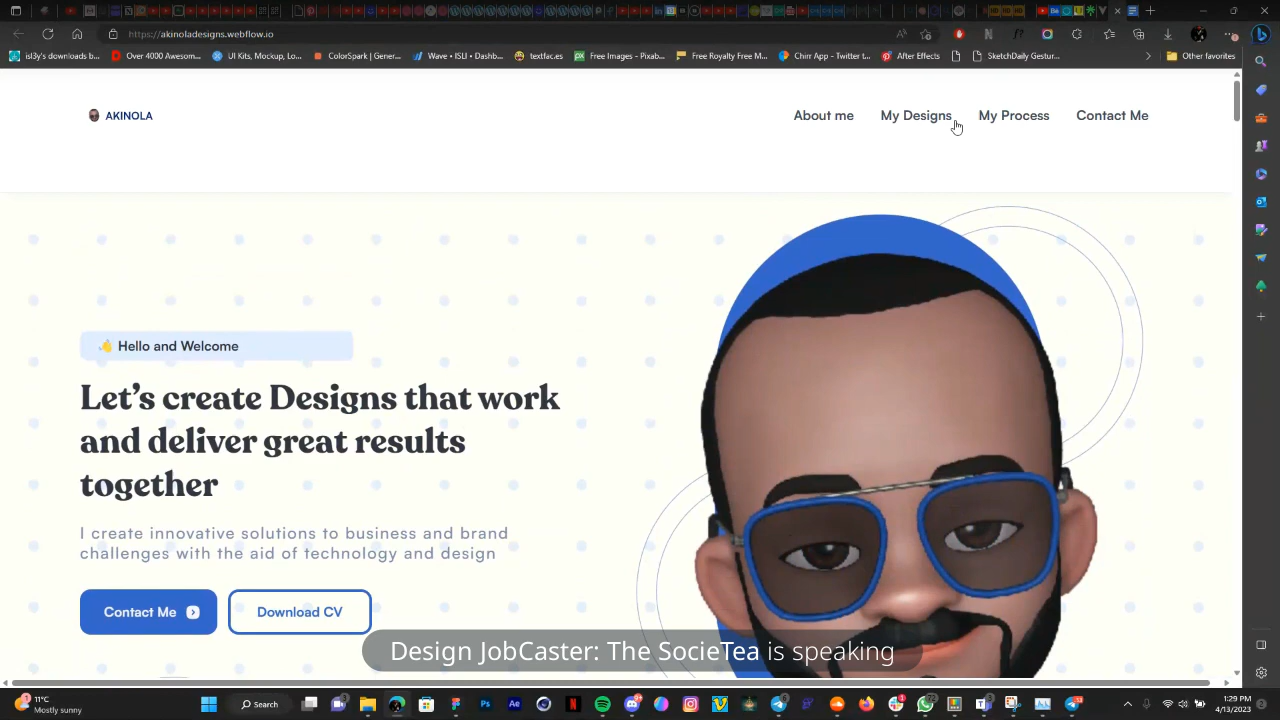 https://akinoladesigns.webflow.io
isl3y's downloads b...
Over 4000 Awesom...
UI Kits, Mockup, Lo...
ColorSpark | Gener...
Wave • ISLI • Dashb...
textfac.es
Free Images - Pixab...
Free Royalty Free M...
Chirr App - Twitter t...
After Effects
SketchDaily Gestur...
Other favorites
AKINOLA
About me
My Designs
My Process
Contact Me
👋 Hello and Welcome
Let's create Designs that work
and deliver great results
together
I create innovative solutions to business and brand
challenges with the aid of technology and design
Contact Me
Download CV
Design JobCaster: The SocieTea is speaking
11°C
Mostly sunny
Search
1:29 PM
4/13/2023